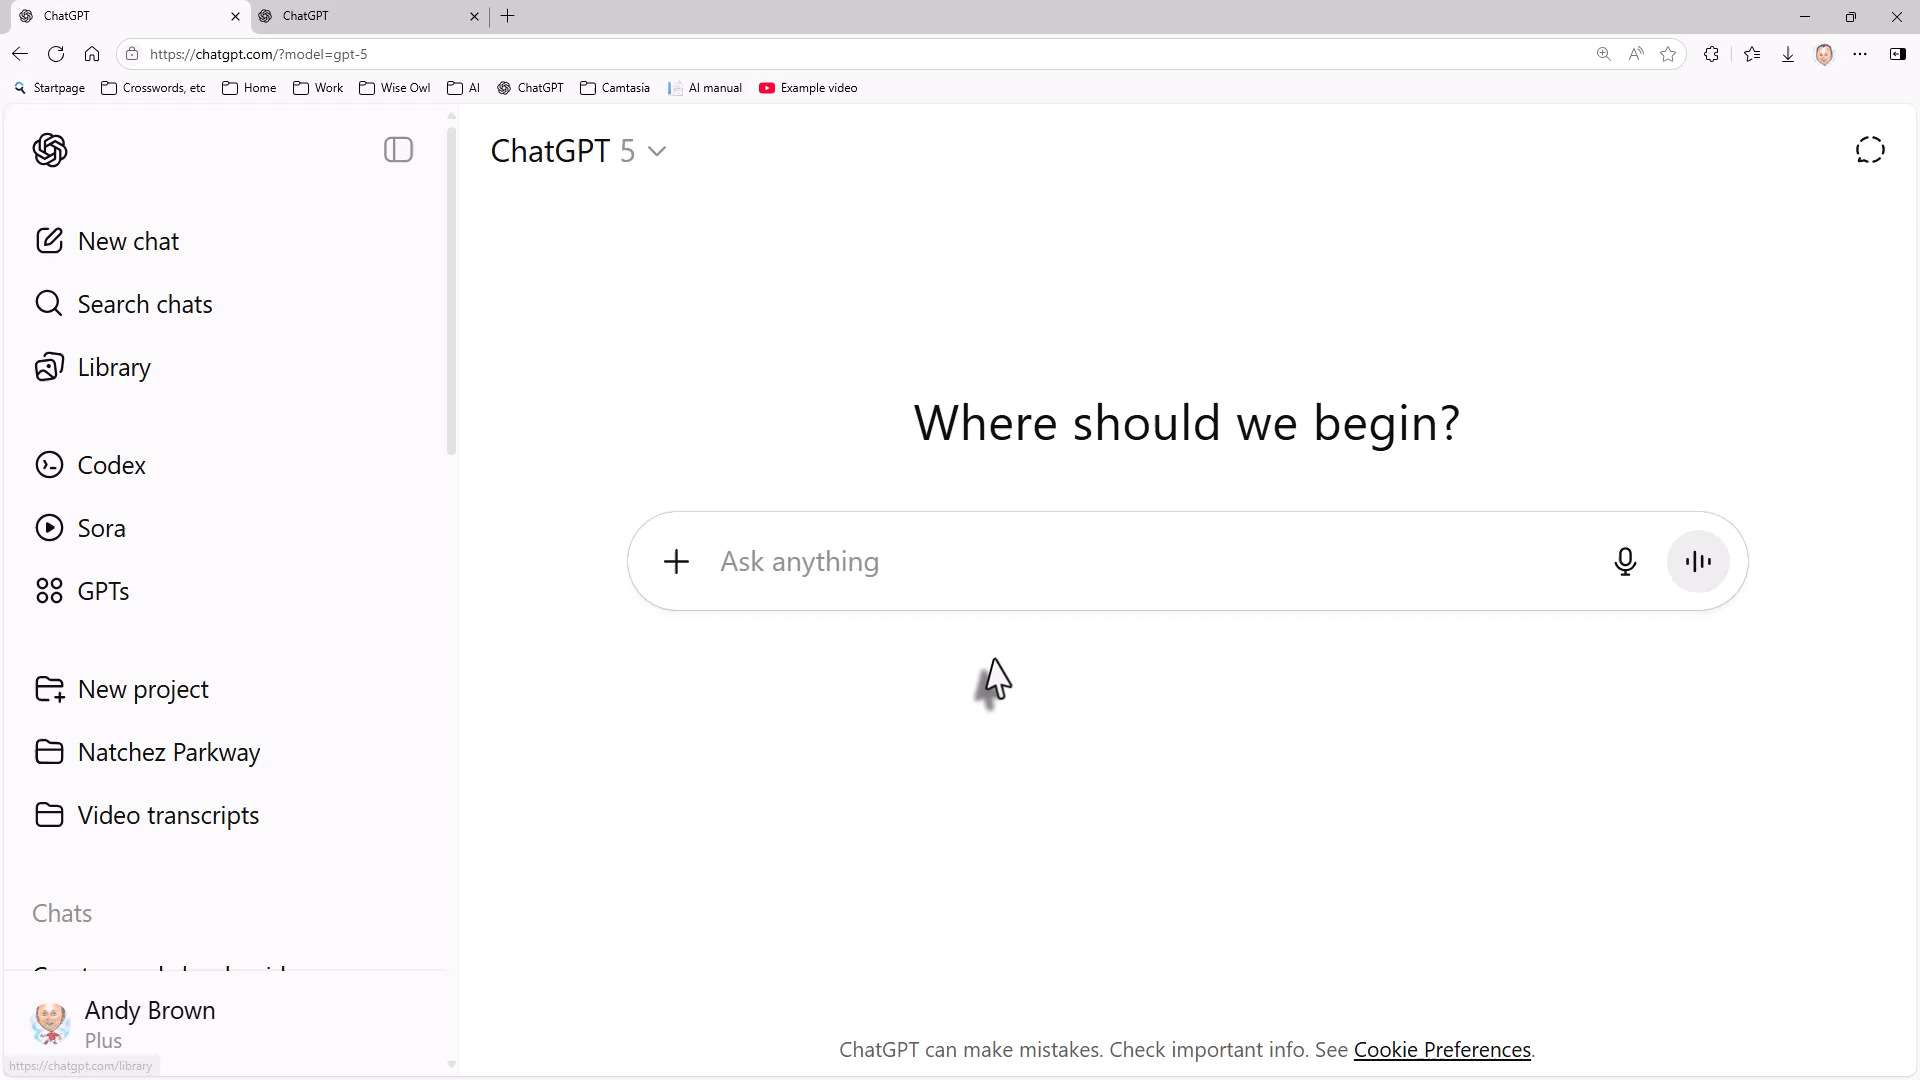 ChatGPT
ChatGPT
https://chatgpt.com/?model=gpt-5
Startpage
Crosswords, etc
Home
Work
Wise Owl
AI
ChatGPT
Camtasia
AI manual
Example video
New chat
Search chats
Library
Codex
Sora
GPTs
New project
Natchez Parkway
Video transcripts
Chats
Andy Brown
Plus
https://chatgpt.com/library
ChatGPT 5
Where should we begin?
Ask anything
ChatGPT can make mistakes. Check important info. See Cookie Preferences.